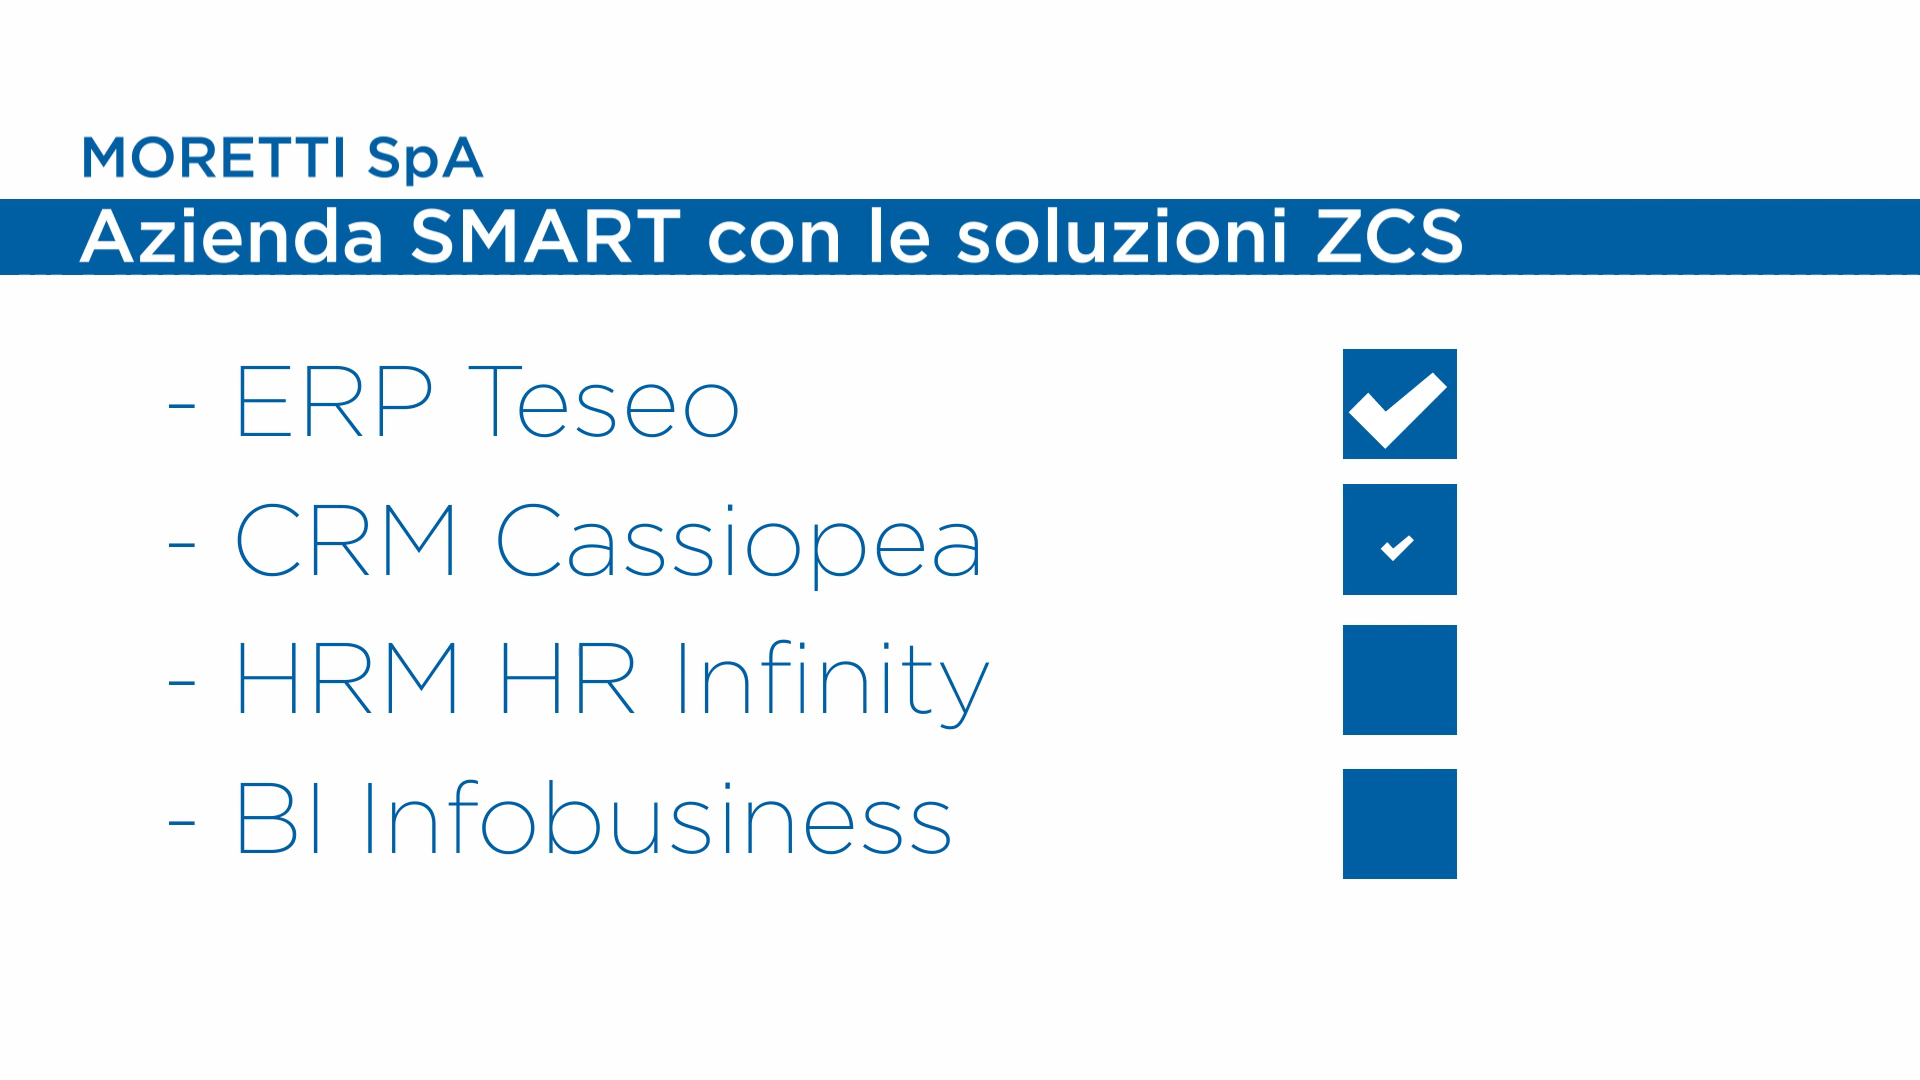 MORETTI SpA
Azienda SMART con le soluzioni ZCS
- ERP Teseo
- CRM Cassiopea
- HRM HR Infinity
- BI Infobusiness